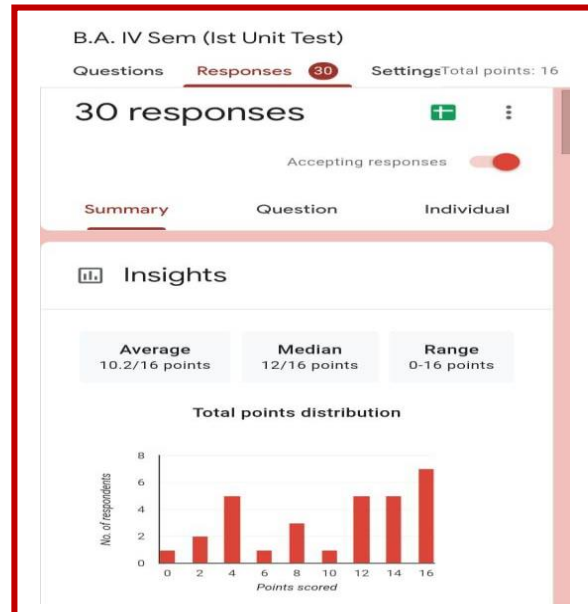 B.A. IV Sem (Ist Unit Test)
Questions Responses 30 Settings Total points: 16
30 responses
Accepting responses
Summary Question Individual
Insights
Average Median Range
10.2/16 points 12/16 points 0-16 points
Total points distribution
No. of respondents
8
6
4
2
0
0 2 4 6 8 10 12 14 16
Points scored